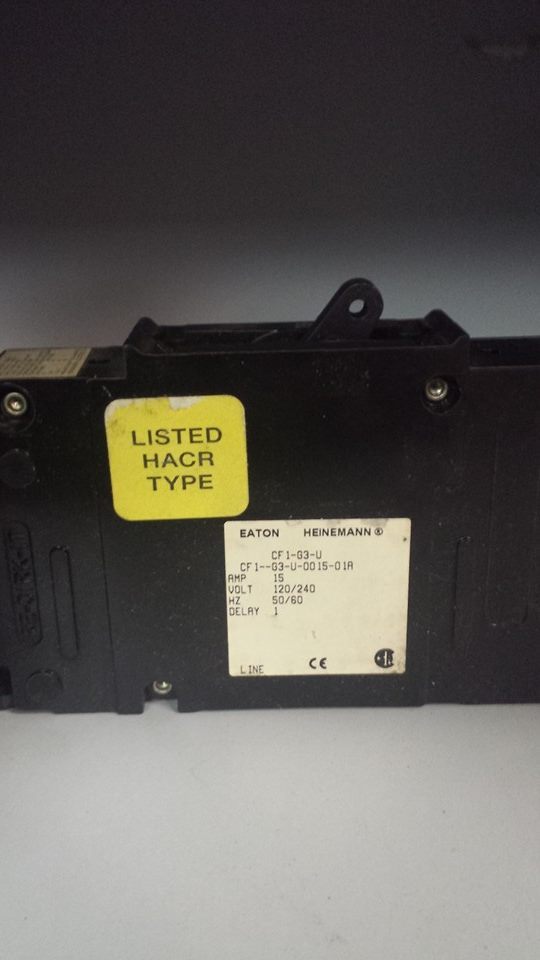 LISTED
HACR
TYPE
EATON HEINEMANN®
CF1-G3-U
CF1--G3-U-0015-01A
AMP 15
VOLT 120/240
HZ 50/60
DELAY 1
LINE CE